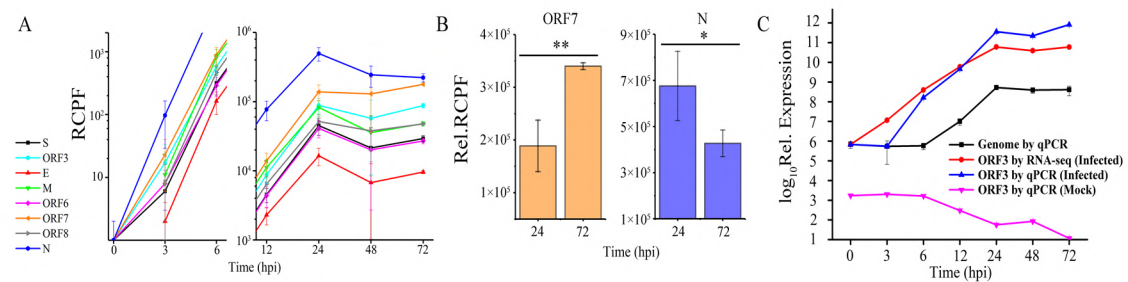 A
RCPF
10³
10²
10¹
0
3
6
S
ORF3
E
M
ORF6
ORF7
ORF8
N
10⁶
10⁵
10⁴
10³
12
24
48
72
Time (hpi)
B
Rel.RCPF
ORF7
**
4×10⁵
3×10⁵
2×10⁵
1×10⁵
24
72
N
*
9×10⁵
7×10⁵
5×10⁵
3×10⁵
1×10⁵
24
72
Time (hpi)
C
log₁₀Rel. Expression
12
11
10
9
8
7
6
5
4
3
2
1
Genome by qPCR
ORF3 by RNA-seq (Infected)
ORF3 by qPCR (Infected)
ORF3 by qPCR (Mock)
0
3
6
12
24
48
72
Time (hpi)